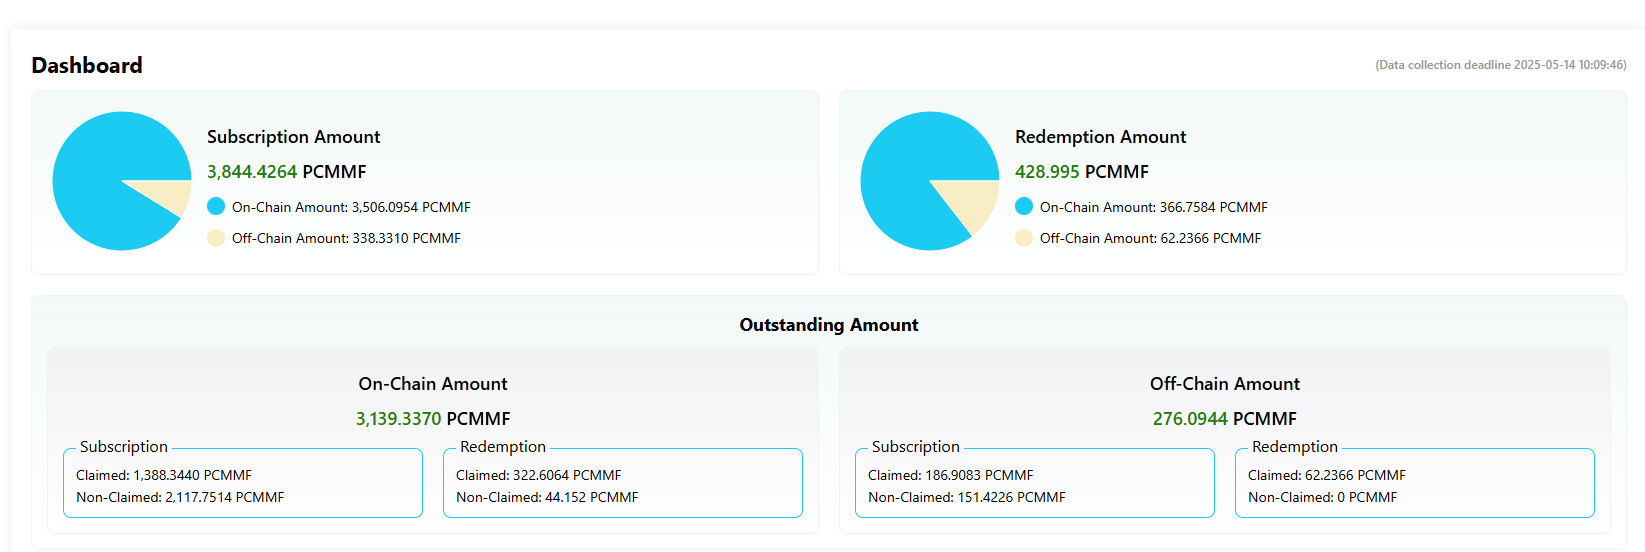 Dashboard
(Data collection deadline 2025-05-14 10:09:46)
Subscription Amount
3,844.4264 PCMMF
On-Chain Amount: 3,506.0954 PCMMF
Off-Chain Amount: 338.3310 PCMMF
Redemption Amount
428.995 PCMMF
On-Chain Amount: 366.7584 PCMMF
Off-Chain Amount: 62.2366 PCMMF
Outstanding Amount
On-Chain Amount
3,139.3370 PCMMF
Subscription
Claimed: 1,388.3440 PCMMF
Non-Claimed: 2,117.7514 PCMMF
Redemption
Claimed: 322.6064 PCMMF
Non-Claimed: 44.152 PCMMF
Off-Chain Amount
276.0944 PCMMF
Subscription
Claimed: 186.9083 PCMMF
Non-Claimed: 151.4226 PCMMF
Redemption
Claimed: 62.2366 PCMMF
Non-Claimed: 0 PCMMF